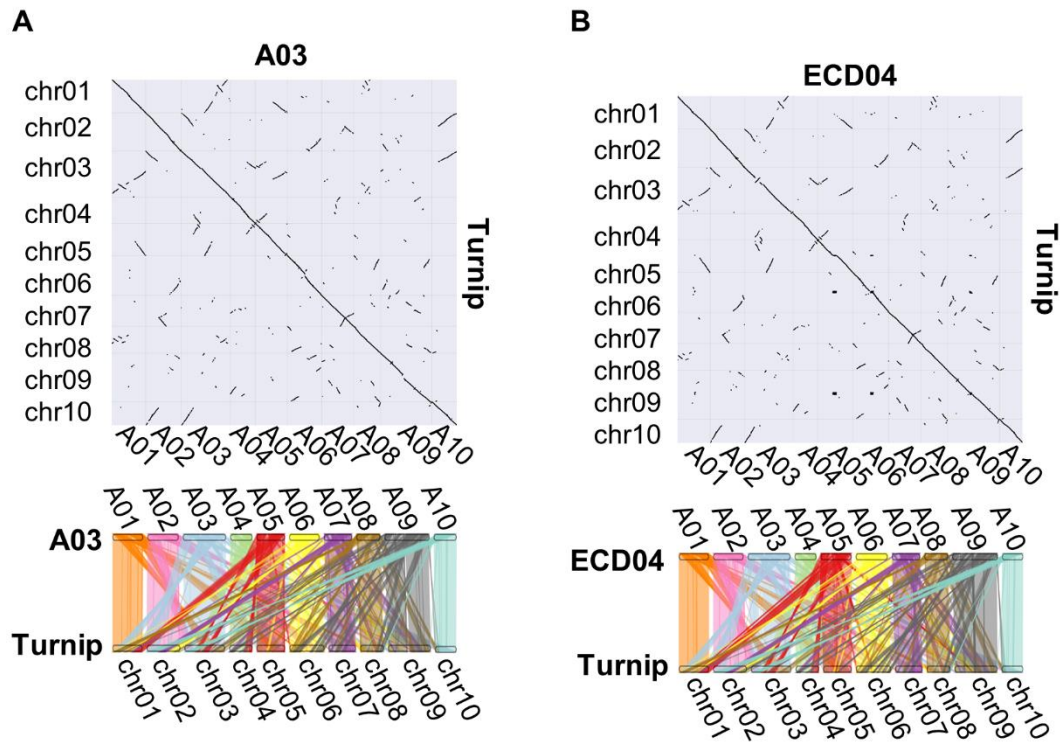 A
A03
chr01
chr02
chr03
chr04
chr05
chr06
chr07
chr08
chr09
chr10
Turnip
A01 A02 A03 A04 A05 A06 A07 A08 A09 A10
A01 A02 A03 A04 A05 A06 A07 A08 A09 A10
A03
Turnip
chr01 chr02 chr03 chr04 chr05 chr06 chr07 chr08 chr09 chr10
B
ECD04
chr01
chr02
chr03
chr04
chr05
chr06
chr07
chr08
chr09
chr10
Turnip
A01 A02 A03 A04 A05 A06 A07 A08 A09 A10
A01 A02 A03 A04 A05 A06 A07 A08 A09 A10
ECD04
Turnip
chr01 chr02 chr03 chr04 chr05 chr06 chr07 chr08 chr09 chr10